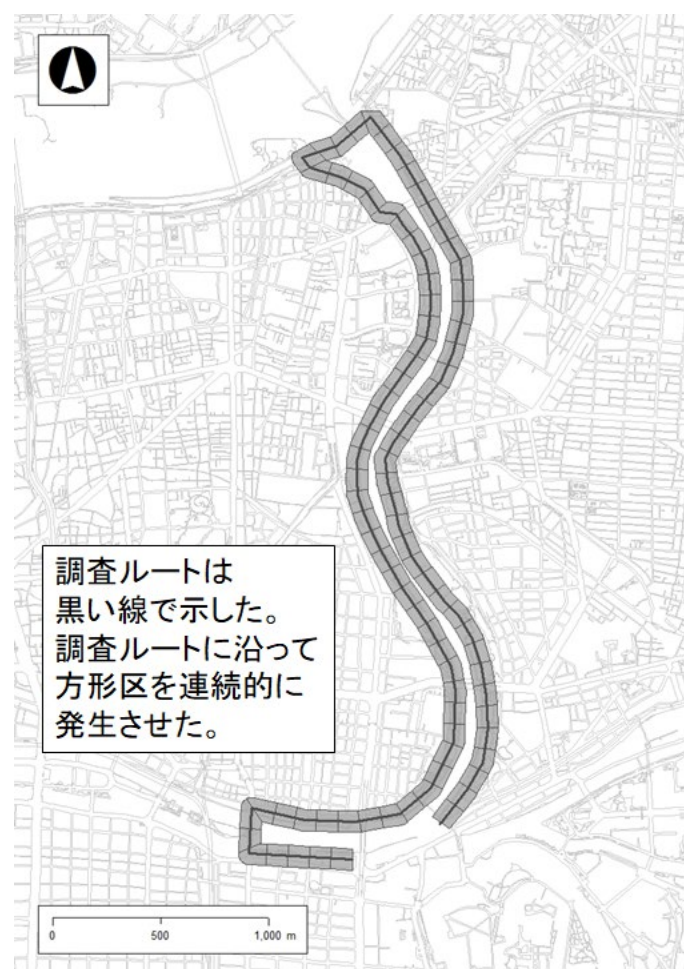 調査ルートは
黒い線で示した。
調査ルートに沿って
方形区を連続的に
発生させた。
0 500 1,000 m